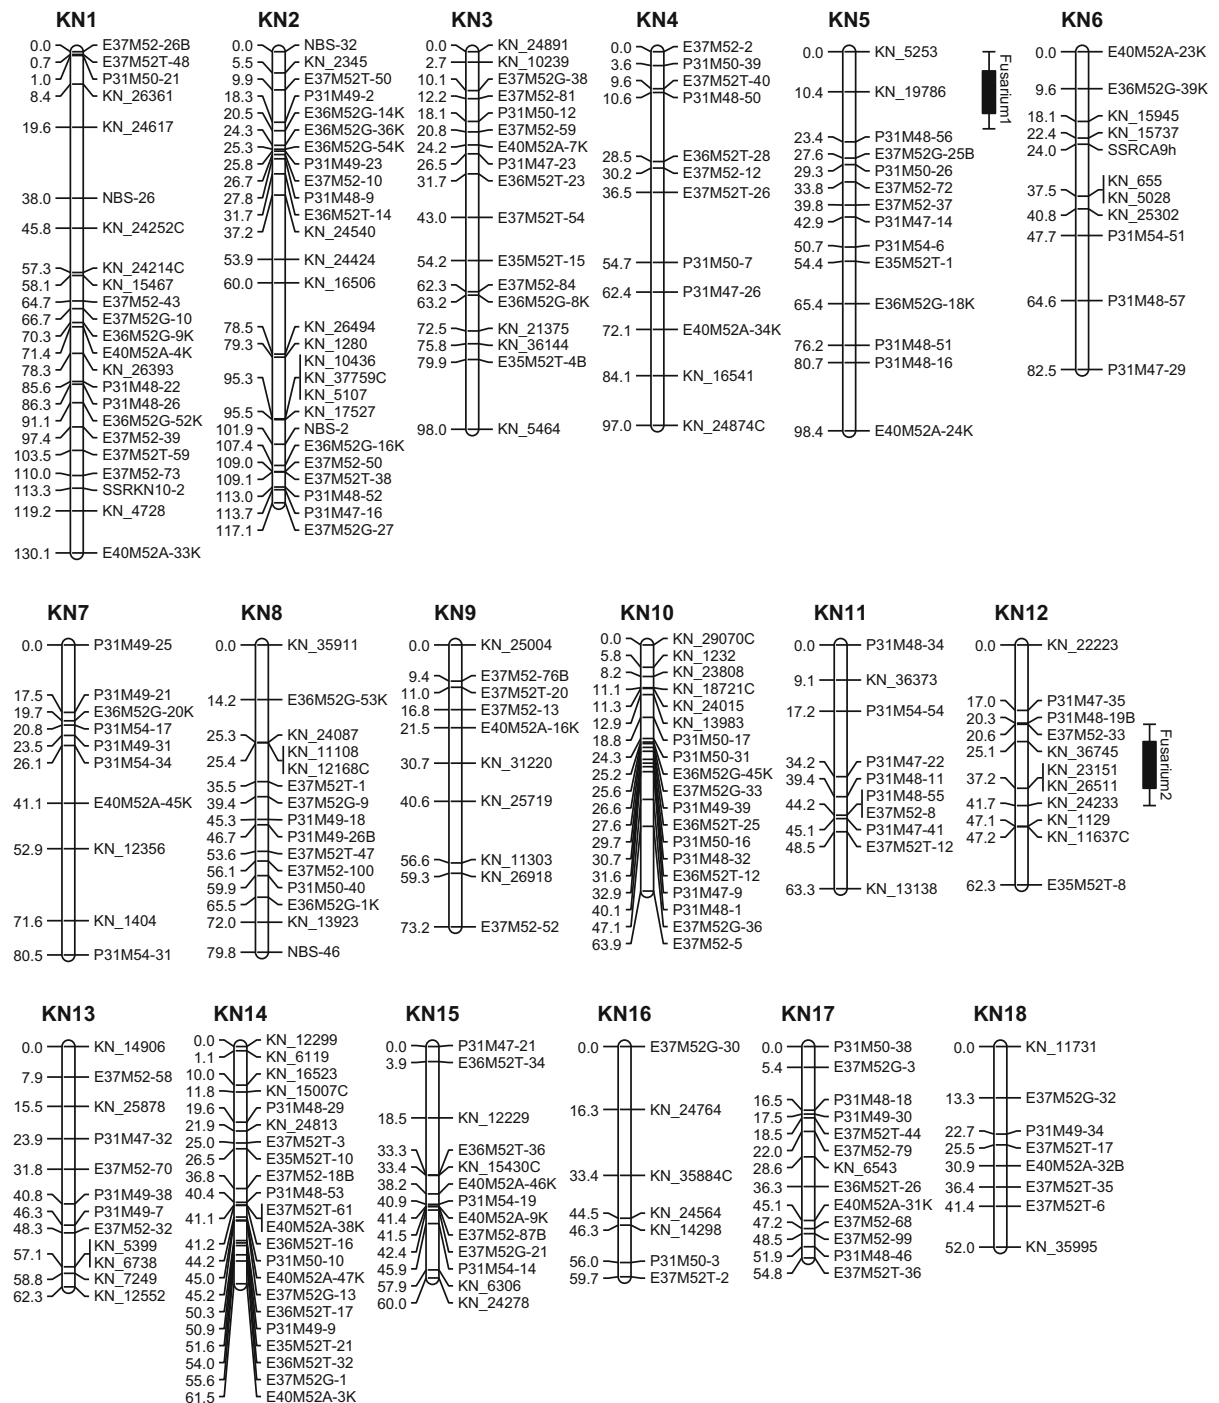 KN1
0.0 E37M52-26B
0.7 E37M52T-48
1.0 P31M50-21
8.4 KN_26361
19.6 KN_24617
38.0 NBS-26
45.8 KN_24252C
57.3 KN_24214C
58.1 KN_15467
64.7 E37M52-43
66.7 E37M52G-10
70.3 E36M52G-9K
71.4 E40M52A-4K
78.3 KN_26393
85.6 P31M48-22
86.3 P31M48-26
91.1 E36M52G-52K
97.4 E37M52-39
103.5 E37M52T-59
110.0 E37M52-73
113.3 SSRKN10-2
119.2 KN_4728
130.1 E40M52A-33K
KN2
0.0 NBS-32
5.5 KN_2345
9.9 E37M52T-50
18.3 P31M49-2
20.5 E36M52G-14K
24.3 E36M52G-36K
25.3 E36M52G-54K
25.8 P31M49-23
26.7 E37M52-10
27.8 P31M48-9
31.7 E36M52T-14
37.2 KN_24540
53.9 KN_24424
60.0 KN_16506
78.5 KN_26494
79.3 KN_1280
KN_10436
95.3 KN_37759C
KN_5107
95.5 KN_17527
101.9 NBS-2
107.4 E36M52G-16K
109.0 E37M52-50
109.1 E37M52T-38
113.0 P31M48-52
113.7 P31M47-16
117.1 E37M52G-27
KN3
0.0 KN_24891
2.7 KN_10239
10.1 E37M52G-38
12.2 E37M52-81
18.1 P31M50-12
20.8 E37M52-59
24.2 E40M52A-7K
26.5 P31M47-23
31.7 E36M52T-23
43.0 E37M52T-54
54.2 E35M52T-15
62.3 E37M52-84
63.2 E36M52G-8K
72.5 KN_21375
75.8 KN_36144
79.9 E35M52T-4B
98.0 KN_5464
KN4
0.0 E37M52-2
3.6 P31M50-39
9.6 E37M52T-40
10.6 P31M48-50
28.5 E36M52T-28
30.2 E37M52-12
36.5 E37M52T-26
54.7 P31M50-7
62.4 P31M47-26
72.1 E40M52A-34K
84.1 KN_16541
97.0 KN_24874C
KN5
0.0 KN_5253
10.4 KN_19786
23.4 P31M48-56
27.6 E37M52G-25B
29.3 P31M50-26
33.8 E37M52-72
39.8 E37M52-37
42.9 P31M47-14
50.7 P31M54-6
54.4 E35M52T-1
65.4 E36M52G-18K
76.2 P31M48-51
80.7 P31M48-16
98.4 E40M52A-24K
Fusarium1
KN6
0.0 E40M52A-23K
9.6 E36M52G-39K
18.1 KN_15945
22.4 KN_15737
24.0 SSRCA9h
37.5 KN_655
KN_5028
40.8 KN_25302
47.7 P31M54-51
64.6 P31M48-57
82.5 P31M47-29
KN7
0.0 P31M49-25
17.5 P31M49-21
19.7 E36M52G-20K
20.8 P31M54-17
23.5 P31M49-31
26.1 P31M54-34
41.1 E40M52A-45K
52.9 KN_12356
71.6 KN_1404
80.5 P31M54-31
KN8
0.0 KN_35911
14.2 E36M52G-53K
25.3 KN_24087
25.4 KN_11108
KN_12168C
35.5 E37M52T-1
39.4 E37M52G-9
45.3 P31M49-18
46.7 P31M49-26B
53.6 E37M52T-47
56.1 E37M52-100
59.9 P31M50-40
65.5 E36M52G-1K
72.0 KN_13923
79.8 NBS-46
KN9
0.0 KN_25004
9.4 E37M52-76B
11.0 E37M52T-20
16.8 E37M52-13
21.5 E40M52A-16K
30.7 KN_31220
40.6 KN_25719
56.6 KN_11303
59.3 KN_26918
73.2 E37M52-52
KN10
0.0 KN_29070C
5.8 KN_1232
8.2 KN_23808
11.1 KN_18721C
11.3 KN_24015
12.9 KN_13983
18.8 P31M50-17
24.3 P31M50-31
25.2 E36M52G-45K
25.6 E37M52G-33
26.6 P31M49-39
27.6 E36M52T-25
29.7 P31M50-16
30.7 P31M48-32
31.6 E36M52T-12
32.9 P31M47-9
40.1 P31M48-1
47.1 E37M52G-36
63.9 E37M52-5
KN11
0.0 P31M48-34
9.1 KN_36373
17.2 P31M54-54
34.2 P31M47-22
39.4 P31M48-11
44.2 P31M48-55
E37M52-8
45.1 P31M47-41
48.5 E37M52T-12
63.3 KN_13138
KN12
0.0 KN_22223
17.0 P31M47-35
20.3 P31M48-19B
20.6 E37M52-33
25.1 KN_36745
37.2 KN_23151
KN_26511
41.7 KN_24233
47.1 KN_1129
47.2 KN_11637C
62.3 E35M52T-8
Fusarium2
KN13
0.0 KN_14906
7.9 E37M52-58
15.5 KN_25878
23.9 P31M47-32
31.8 E37M52-70
40.8 P31M49-38
46.3 P31M49-7
48.3 E37M52-32
57.1 KN_5399
KN_6738
58.8 KN_7249
62.3 KN_12552
KN14
0.0 KN_12299
1.1 KN_6119
10.0 KN_16523
11.8 KN_15007C
19.6 P31M48-29
21.9 KN_24813
25.0 E37M52T-3
26.5 E35M52T-10
36.8 E37M52-18B
40.4 P31M48-53
41.1 E37M52T-61
E40M52A-38K
41.2 E36M52T-16
44.2 P31M50-10
45.0 E40M52A-47K
45.2 E37M52G-13
50.3 E36M52T-17
50.9 P31M49-9
51.6 E35M52T-21
54.0 E36M52T-32
55.6 E37M52G-1
61.5 E40M52A-3K
KN15
0.0 P31M47-21
3.9 E36M52T-34
18.5 KN_12229
33.3 E36M52T-36
33.4 KN_15430C
38.2 E40M52A-46K
40.9 P31M54-19
41.4 E40M52A-9K
41.5 E37M52-87B
42.4 E37M52G-21
45.9 P31M54-14
57.9 KN_6306
60.0 KN_24278
KN16
0.0 E37M52G-30
16.3 KN_24764
33.4 KN_35884C
44.5 KN_24564
46.3 KN_14298
56.0 P31M50-3
59.7 E37M52T-2
KN17
0.0 P31M50-38
5.4 E37M52G-3
16.5 P31M48-18
17.5 P31M49-30
18.5 E37M52T-44
22.0 E37M52-79
28.6 KN_6543
36.3 E36M52T-26
45.1 E40M52A-31K
47.2 E37M52-68
48.5 E37M52-99
51.9 P31M48-46
54.8 E37M52T-36
KN18
0.0 KN_11731
13.3 E37M52G-32
22.7 P31M49-34
25.5 E37M52T-17
30.9 E40M52A-32B
36.4 E37M52T-35
41.4 E37M52T-6
52.0 KN_35995